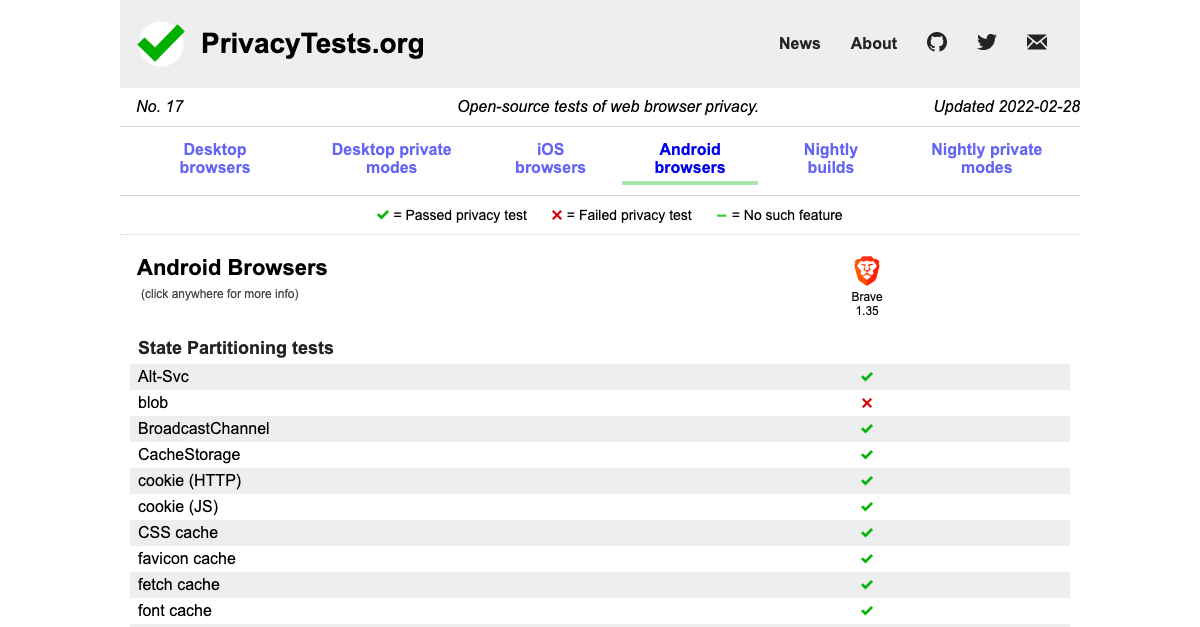 PrivacyTests.org
News About
No. 17 Open-source tests of web browser privacy. Updated 2022-02-28
Desktop browsers
Desktop private modes
iOS browsers
Android browsers
Nightly builds
Nightly private modes
= Passed privacy test = Failed privacy test = No such feature
Android Browsers
(click anywhere for more info)
Brave
1.35
State Partitioning tests
Alt-Svc
blob
BroadcastChannel
CacheStorage
cookie (HTTP)
cookie (JS)
CSS cache
favicon cache
fetch cache
font cache